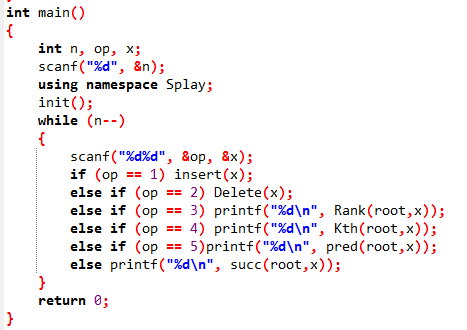 int main()
{
    int n, op, x;
    scanf("%d", &n);
    using namespace Splay;
    init();
    while (n--)
    {
        scanf("%d%d", &op, &x);
        if (op == 1) insert(x);
        else if (op == 2) Delete(x);
        else if (op == 3) printf("%d\n", Rank(root,x));
        else if (op == 4) printf("%d\n", Kth(root,x));
        else if (op == 5)printf("%d\n", pred(root,x));
        else printf("%d\n", succ(root,x));
    }
    return 0;
}